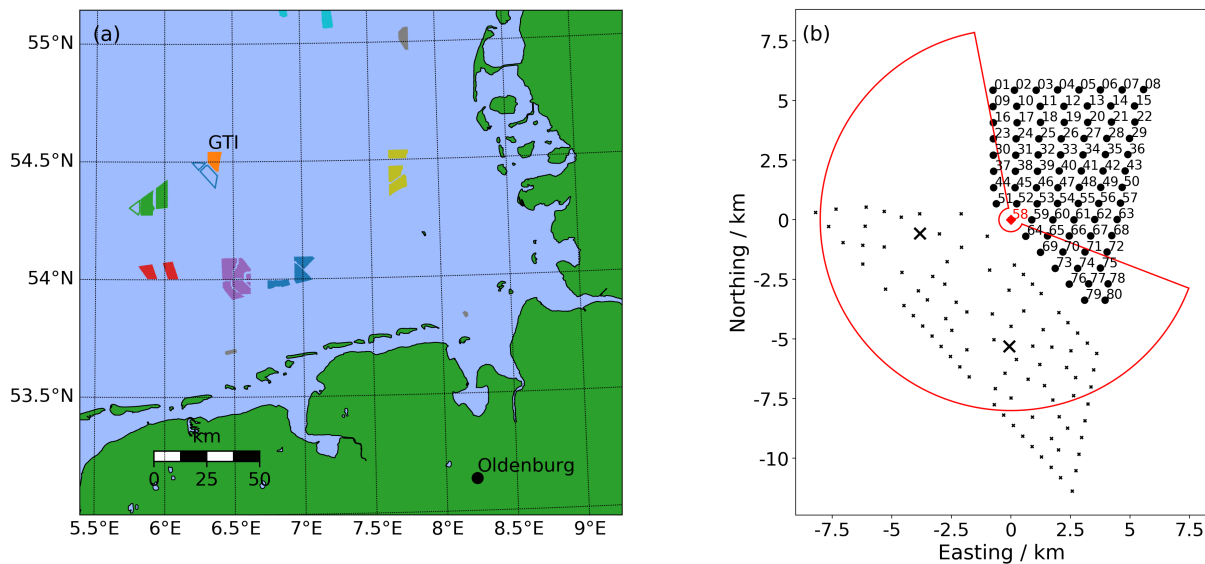 (a)
55°N
GTI
54.5°N
54°N
53.5°N
km
0 25 50
Oldenburg
5.5°E 6°E 6.5°E 7°E 7.5°E 8°E 8.5°E 9°E
(b)
7.5
5
2.5
0
-2.5
-5
-7.5
-10
Northing / km
01 02 03 04 05 06 07 08
09 10 11 12 13 14 15
16 17 18 19 20 21 22
23 24 25 26 27 28 29
30 31 32 33 34 35 36
37 38 39 40 41 42 43
44 45 46 47 48 49 50
51 52 53 54 55 56 57
58 59 60 61 62 63
64 65 66 67 68
69 70 71 72
73 74 75
76 77 78
79 80
-7.5 -5 -2.5 0 2.5 5 7.5
Easting / km